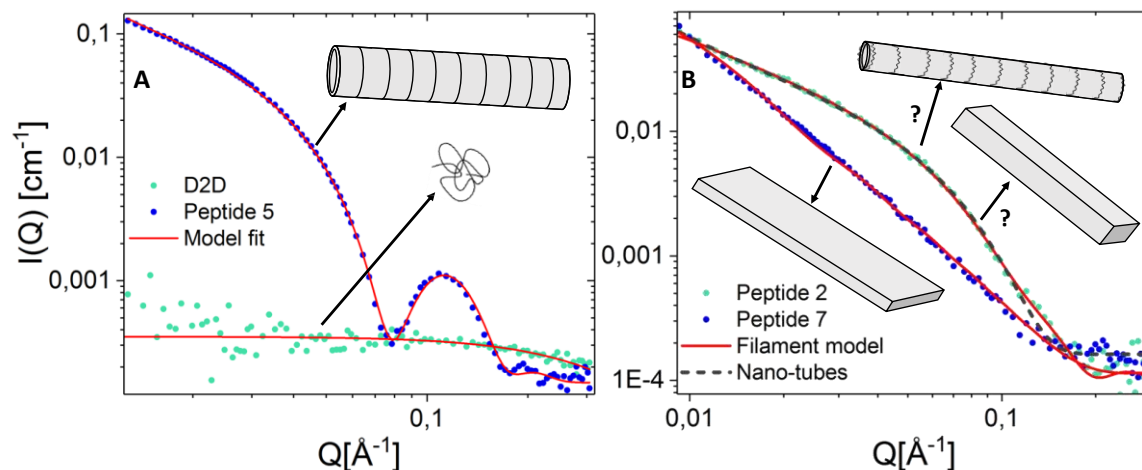 A
0,1
0,01
0,001
I(Q) [cm⁻¹]
D2D
Peptide 5
Model fit
0,1
Q[Å⁻¹]
B
0,01
0,001
1E-4
?
?
Peptide 2
Peptide 7
Filament model
Nano-tubes
0,01
0,1
Q[Å⁻¹]